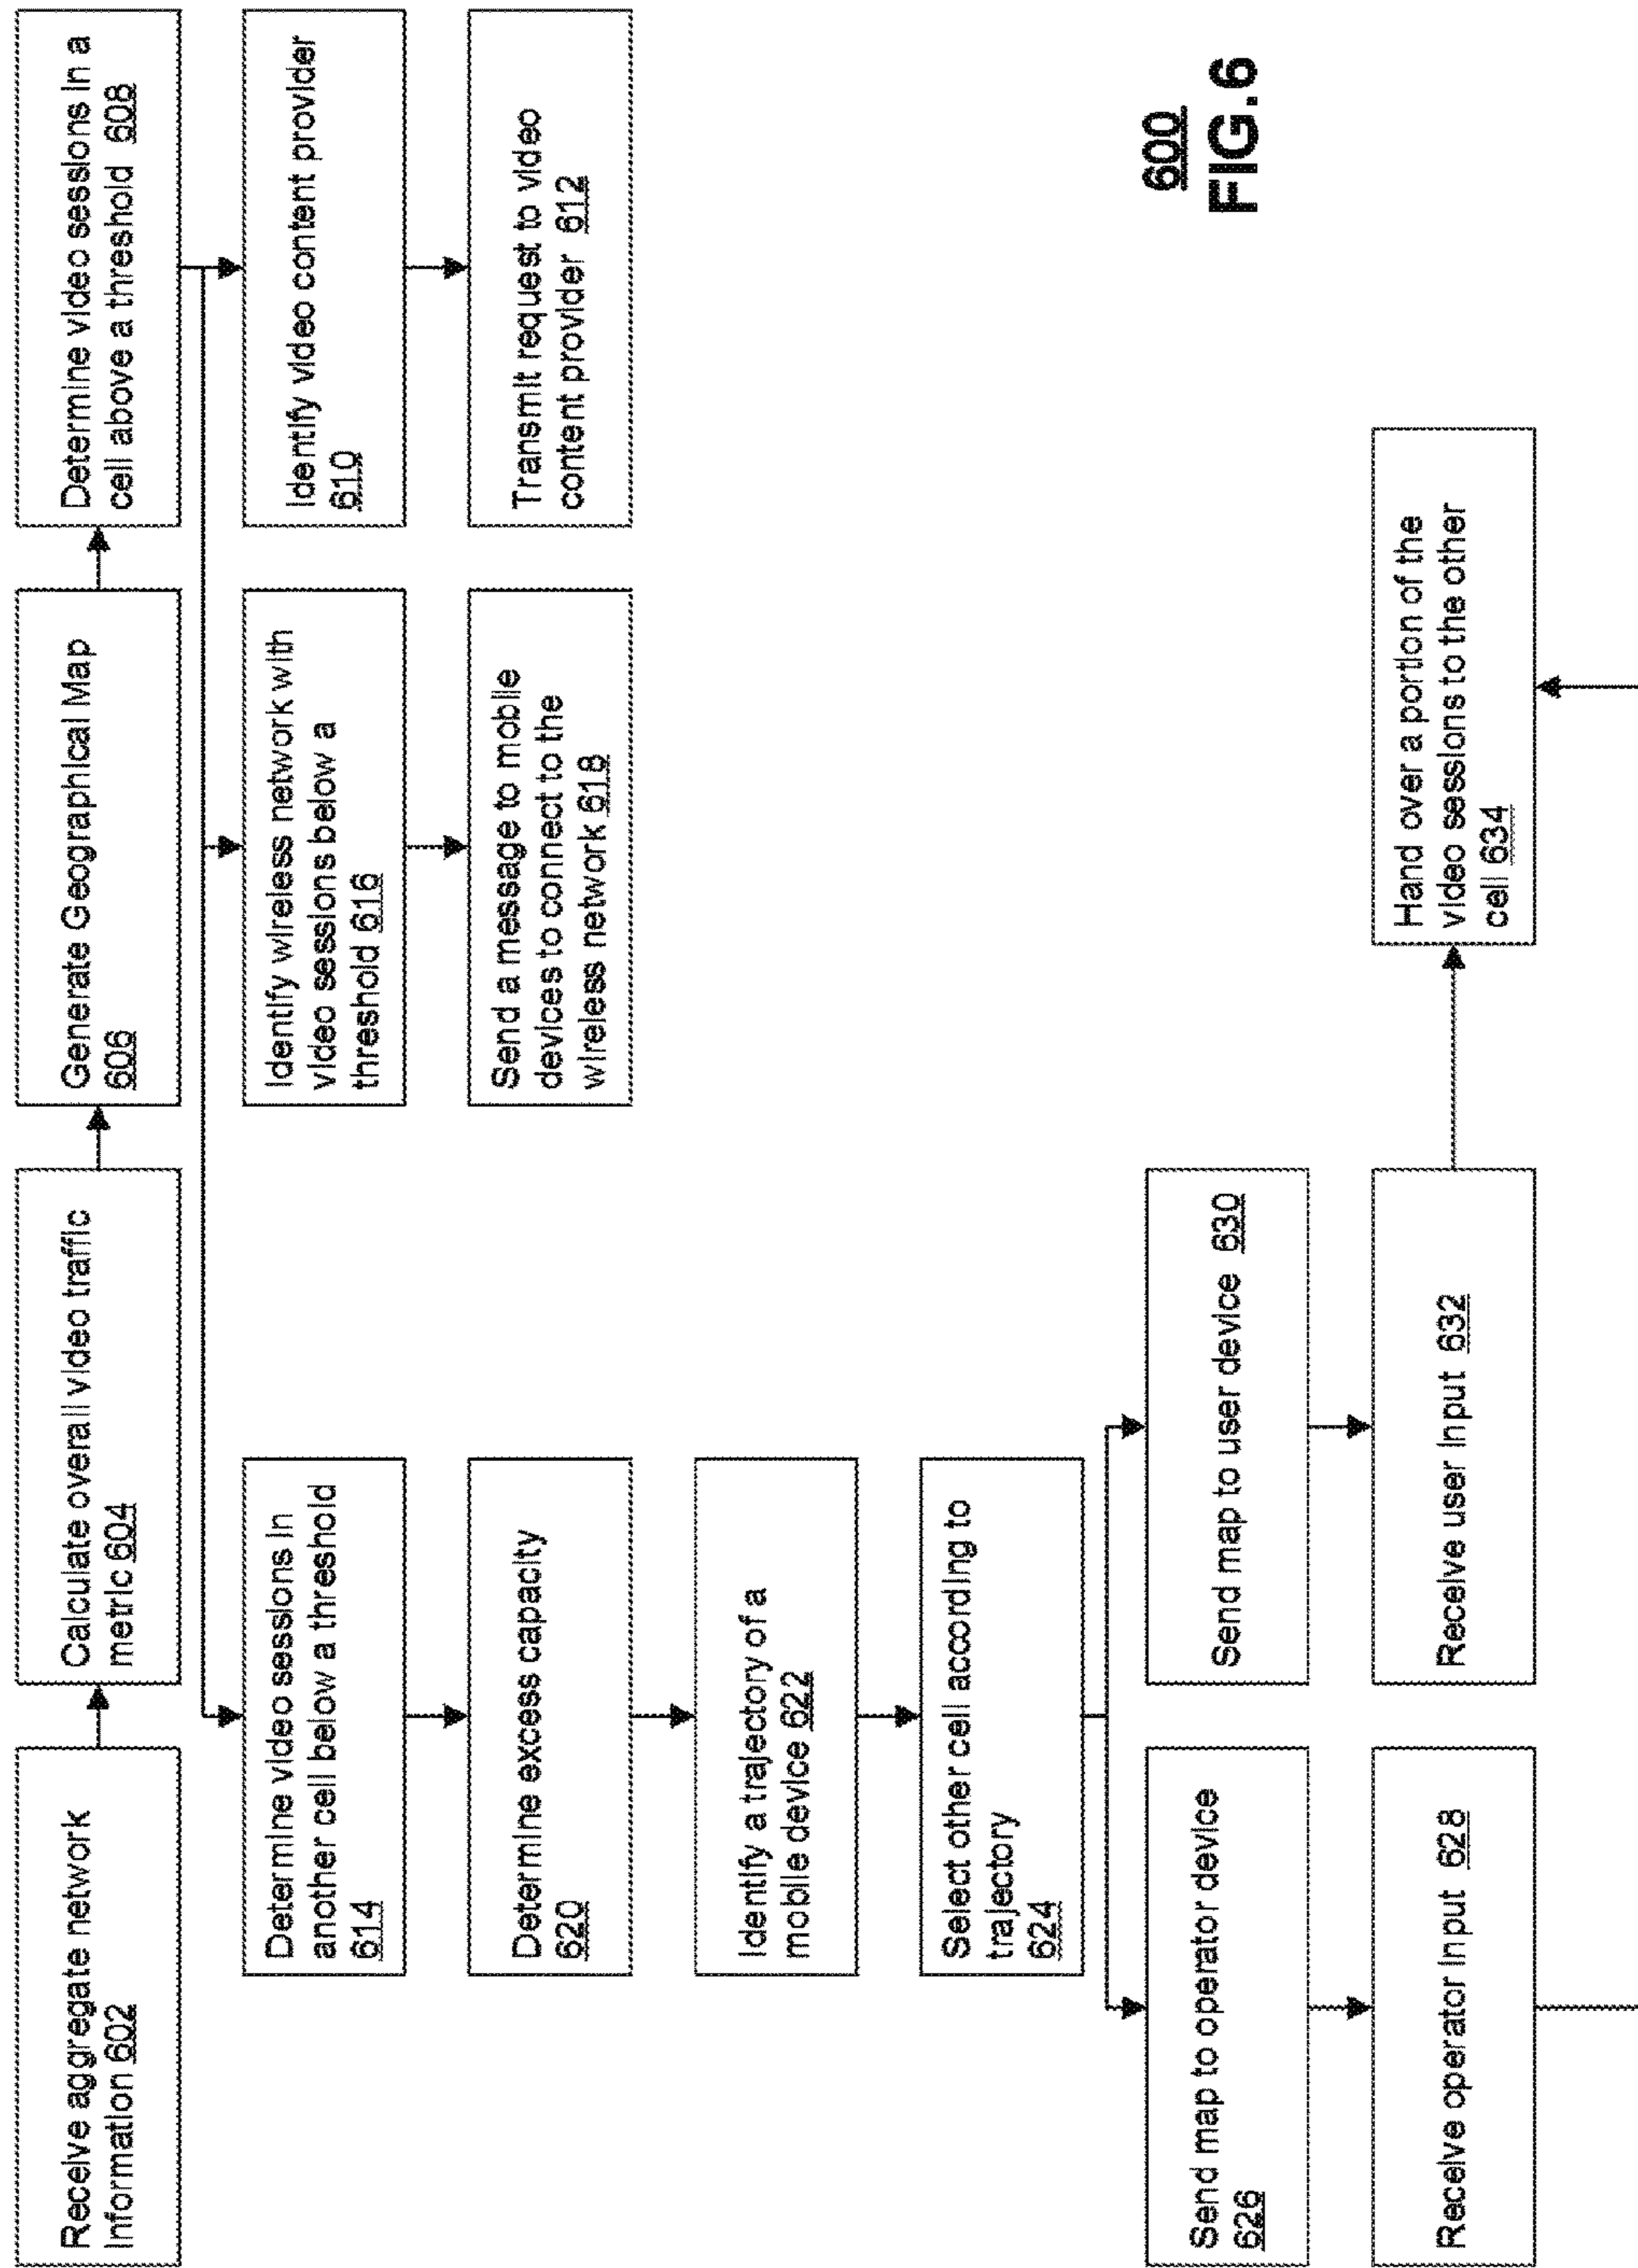 Receive aggregate network
Information 602
Calculate overall video traffic
metric 604
Generate Geographical Map
606
Determine video sessions in a
cell above a threshold 608
Determine video sessions in
another cell below a threshold
614
Identify wireless network with
video sessions below a
threshold 616
Identify video content provider
610
Determine excess capacity
620
Send a message to mobile
devices to connect to the
wireless network 618
Transmit request to video
content provider 612
Identify a trajectory of a
mobile device 622
Select other cell according to
trajectory
624
Send map to operator device
626
Send map to user device 630
Receive operator Input 628
Receive user Input 632
Hand over a portion of the
video sessions to the other
cell 634
600
FIG.6